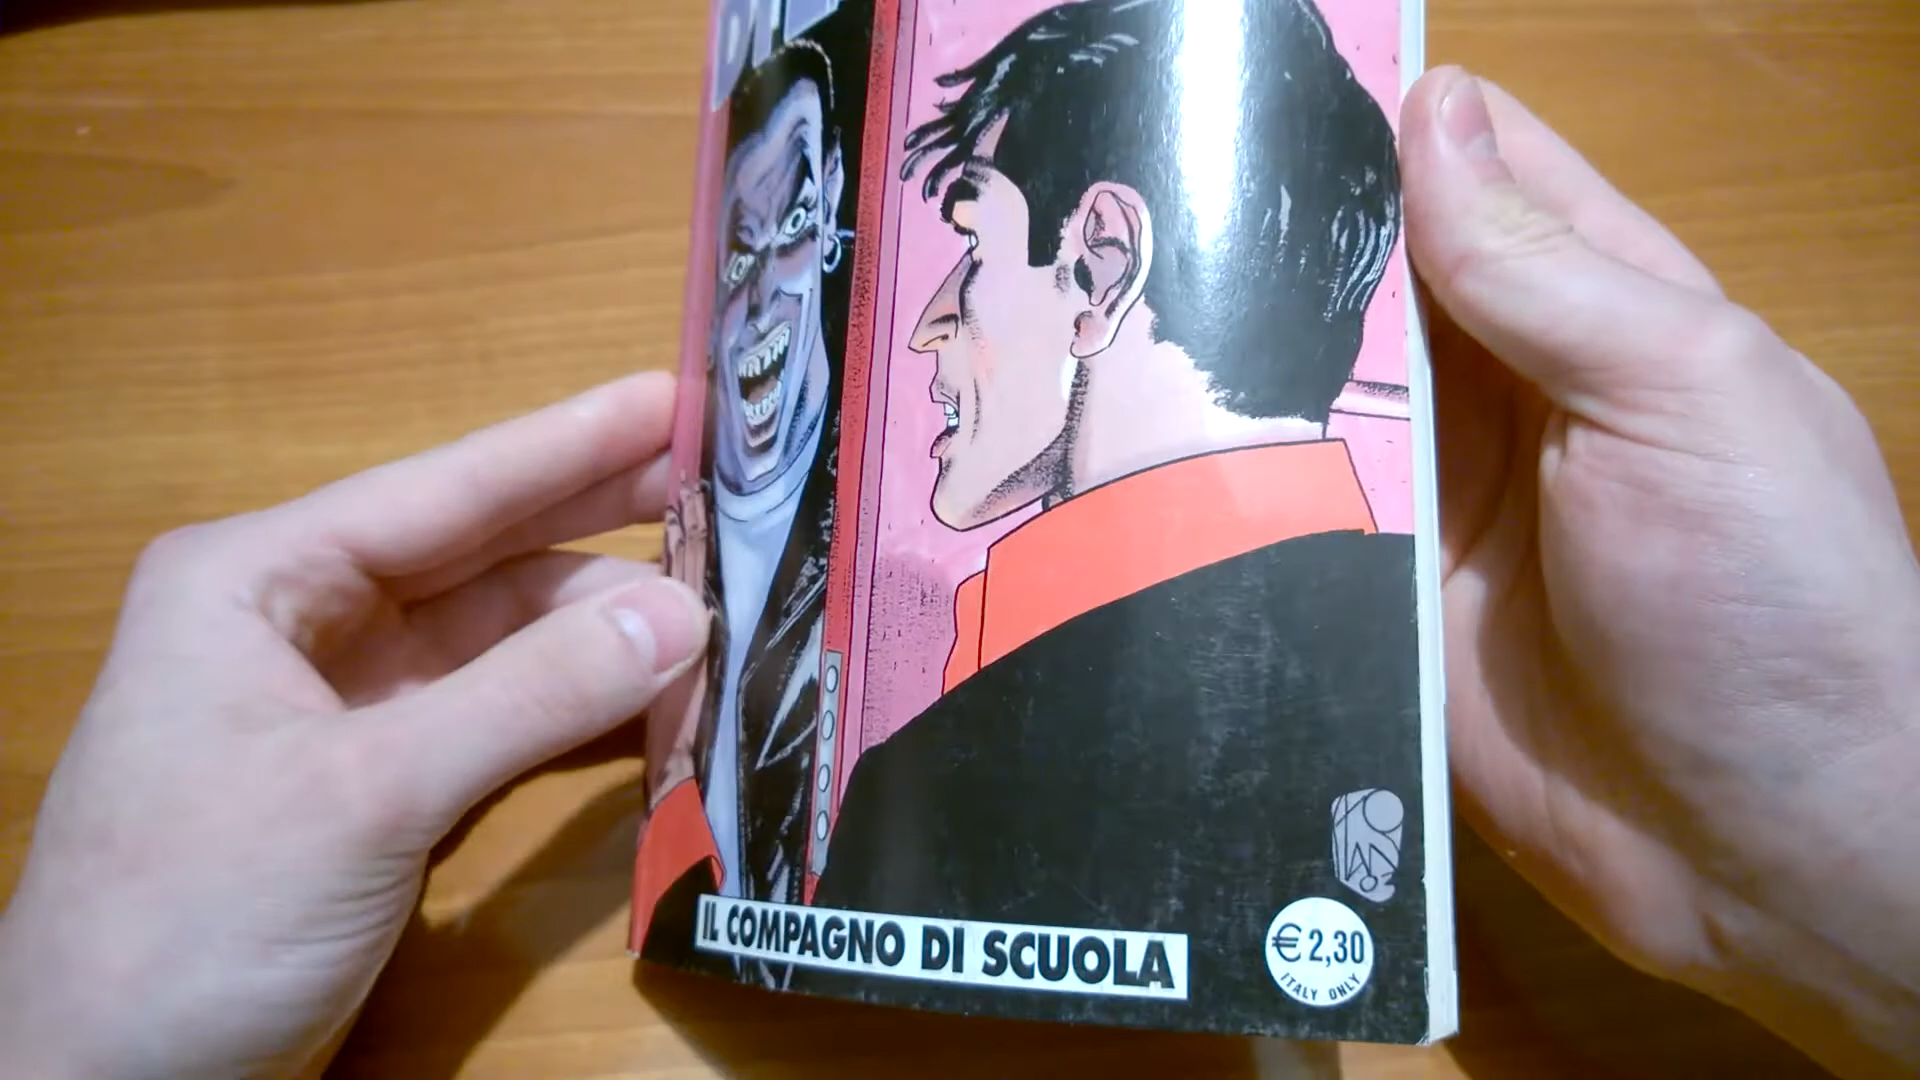 IL COMPAGNO DI SCUOLA
€ 2,30
ITALY ONLY